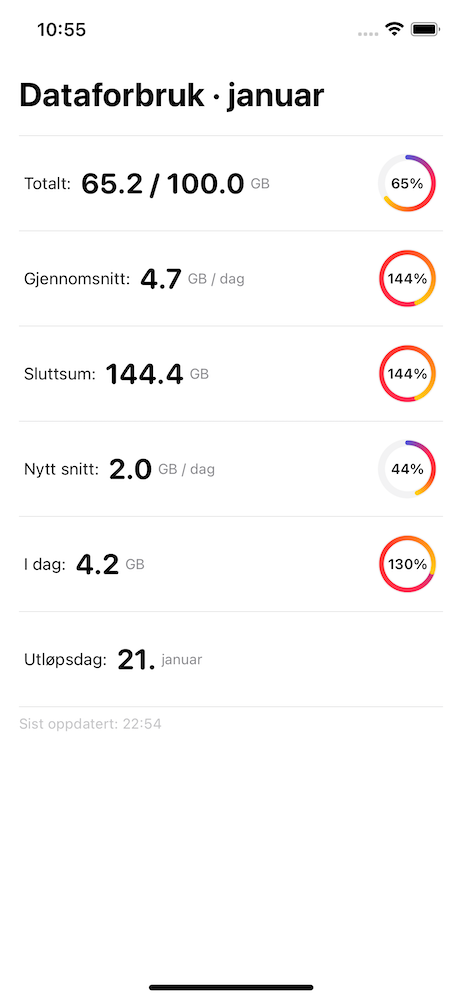 10:55
Dataforbruk · januar
Totalt: 65.2 / 100.0 GB 65%
Gjennomsnitt: 4.7 GB / dag 144%
Sluttsum: 144.4 GB 144%
Nytt snitt: 2.0 GB / dag 44%
I dag: 4.2 GB 130%
Utløpsdag: 21. januar
Sist oppdatert: 22:54